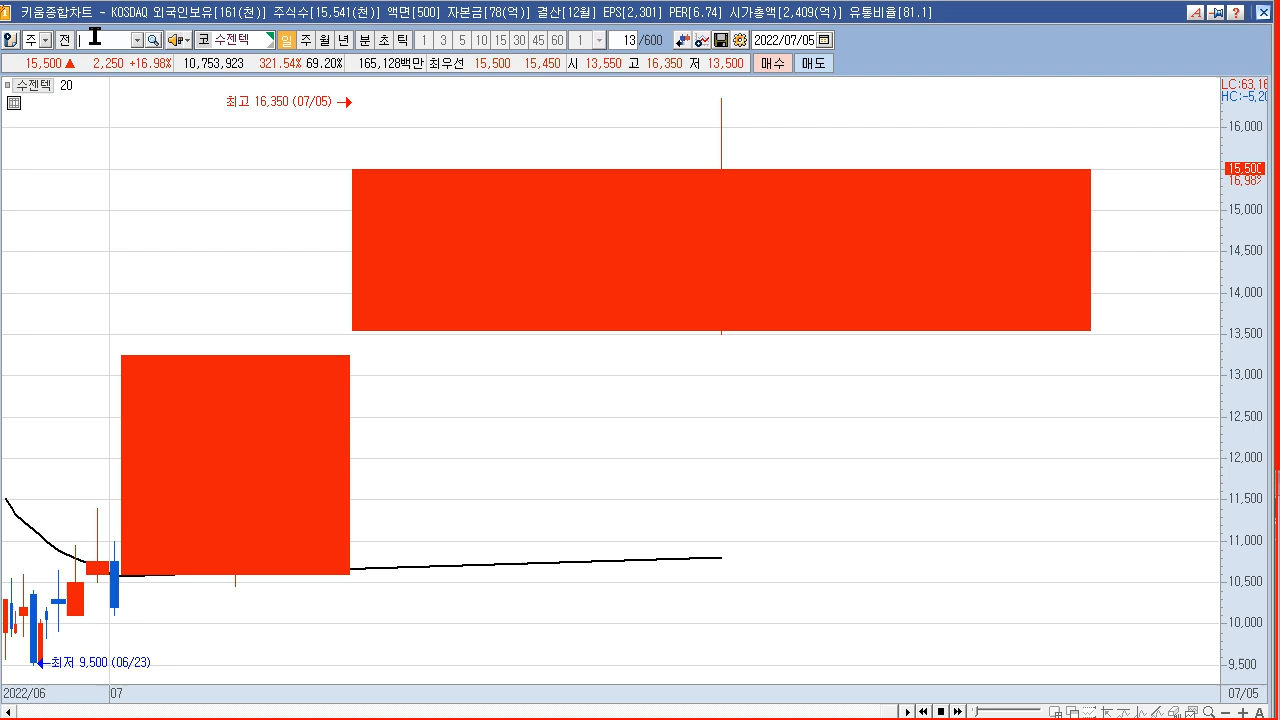 키움종합차트 - KOSDAQ 외국인보유[161(천)] 주식수[15,541(천)] 액면[500] 자본금[78(억)] 결산[12월] EPS[2,301] PER[6,74] 시가총액[2,409(억)] 유통비율[81.1]
주 전 코 수젠텍 일 주 월 년 분 초 틱 1 3 5 10 15 30 45 60 1 13 /600 2022/07/05
15,500 ▲ 2,250 +16.98% 10,753,923 321.54% 69.20% 165,128백만 최우선 15,500 15,450 시 13,550 고 16,350 저 13,500 매수 매도
수젠텍 20
LC:63,16
HC:-5,20
최고 16,350 (07/05)
16,000
15,500
16,98%
15,000
14,500
14,000
13,500
13,000
12,500
12,000
11,500
11,000
10,500
10,000
9,500
최저 9,500 (06/23)
2022/06 07 07/05
A